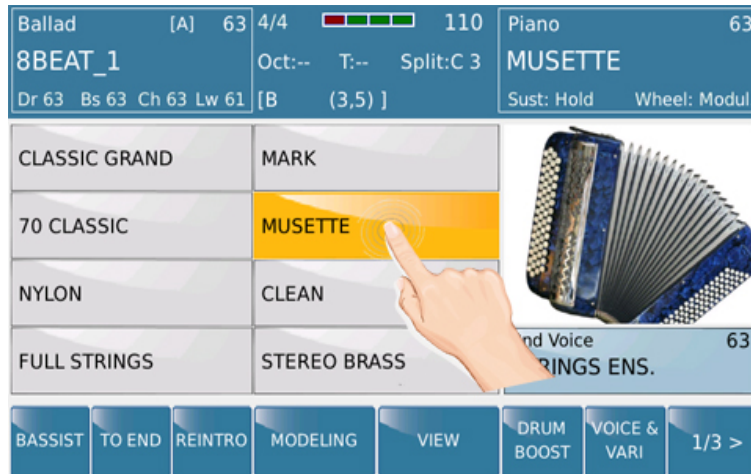 Ballad [A] 63
8BEAT_1
Dr 63 Bs 63 Ch 63 Lw 61
4/4 110
Oct:-- T:-- Split:C 3
[B (3,5) ]
Piano 63
MUSETTE
Sust: Hold Wheel: Modul
CLASSIC GRAND
MARK
70 CLASSIC
MUSETTE
NYLON
CLEAN
FULL STRINGS
STEREO BRASS
Voice 63
ENS.
BASSIST
TO END
REINTRO
MODELING
VIEW
DRUM
BOOST
VOICE &
VARI
1/3 >